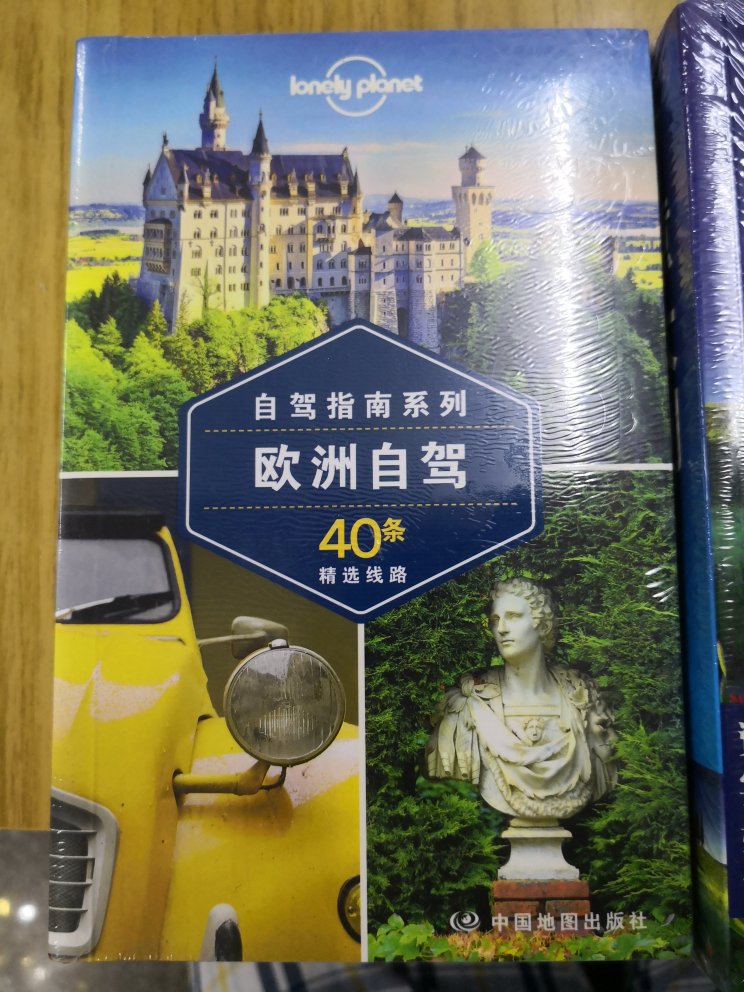 lonely planet
自驾指南系列
欧洲自驾
40条
精选线路
中国地图出版社